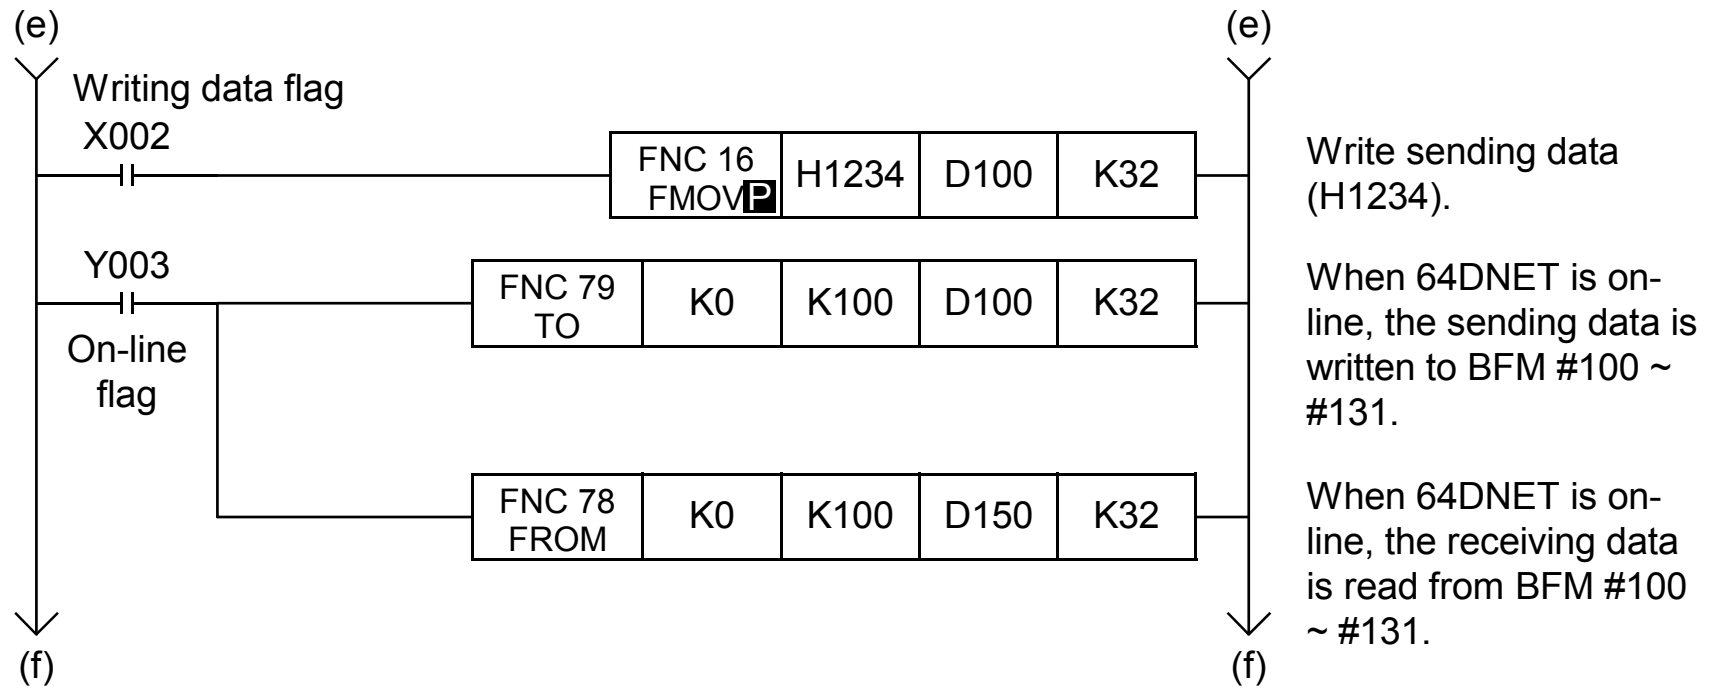 (e) (e)
Writing data flag
X002
FNC 16
FMOVP H1234 D100 K32
Write sending data
(H1234).
Y003
On-line
flag
FNC 79
TO K0 K100 D100 K32
When 64DNET is on-
line, the sending data is
written to BFM #100 ~
#131.
FNC 78
FROM K0 K100 D150 K32
When 64DNET is on-
line, the receiving data
is read from BFM #100
~ #131.
(f) (f)